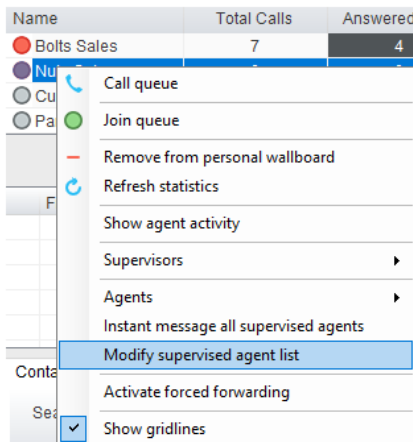 Name Total Calls Answered
Bolts Sales 7 4
Call queue
Join queue
Remove from personal wallboard
Refresh statistics
Show agent activity
Supervisors
Agents
Instant message all supervised agents
Modify supervised agent list
Activate forced forwarding
Show gridlines